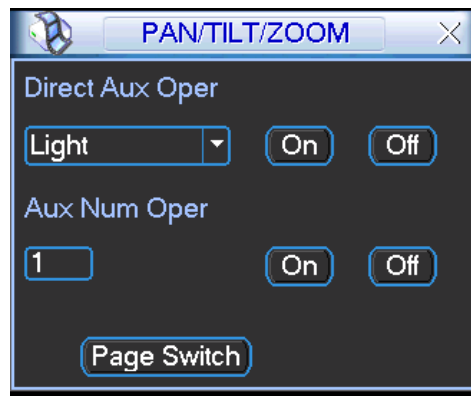 PAN/TILT/ZOOM
Direct Aux Oper
Light On Off
Aux Num Oper
1 On Off
Page Switch